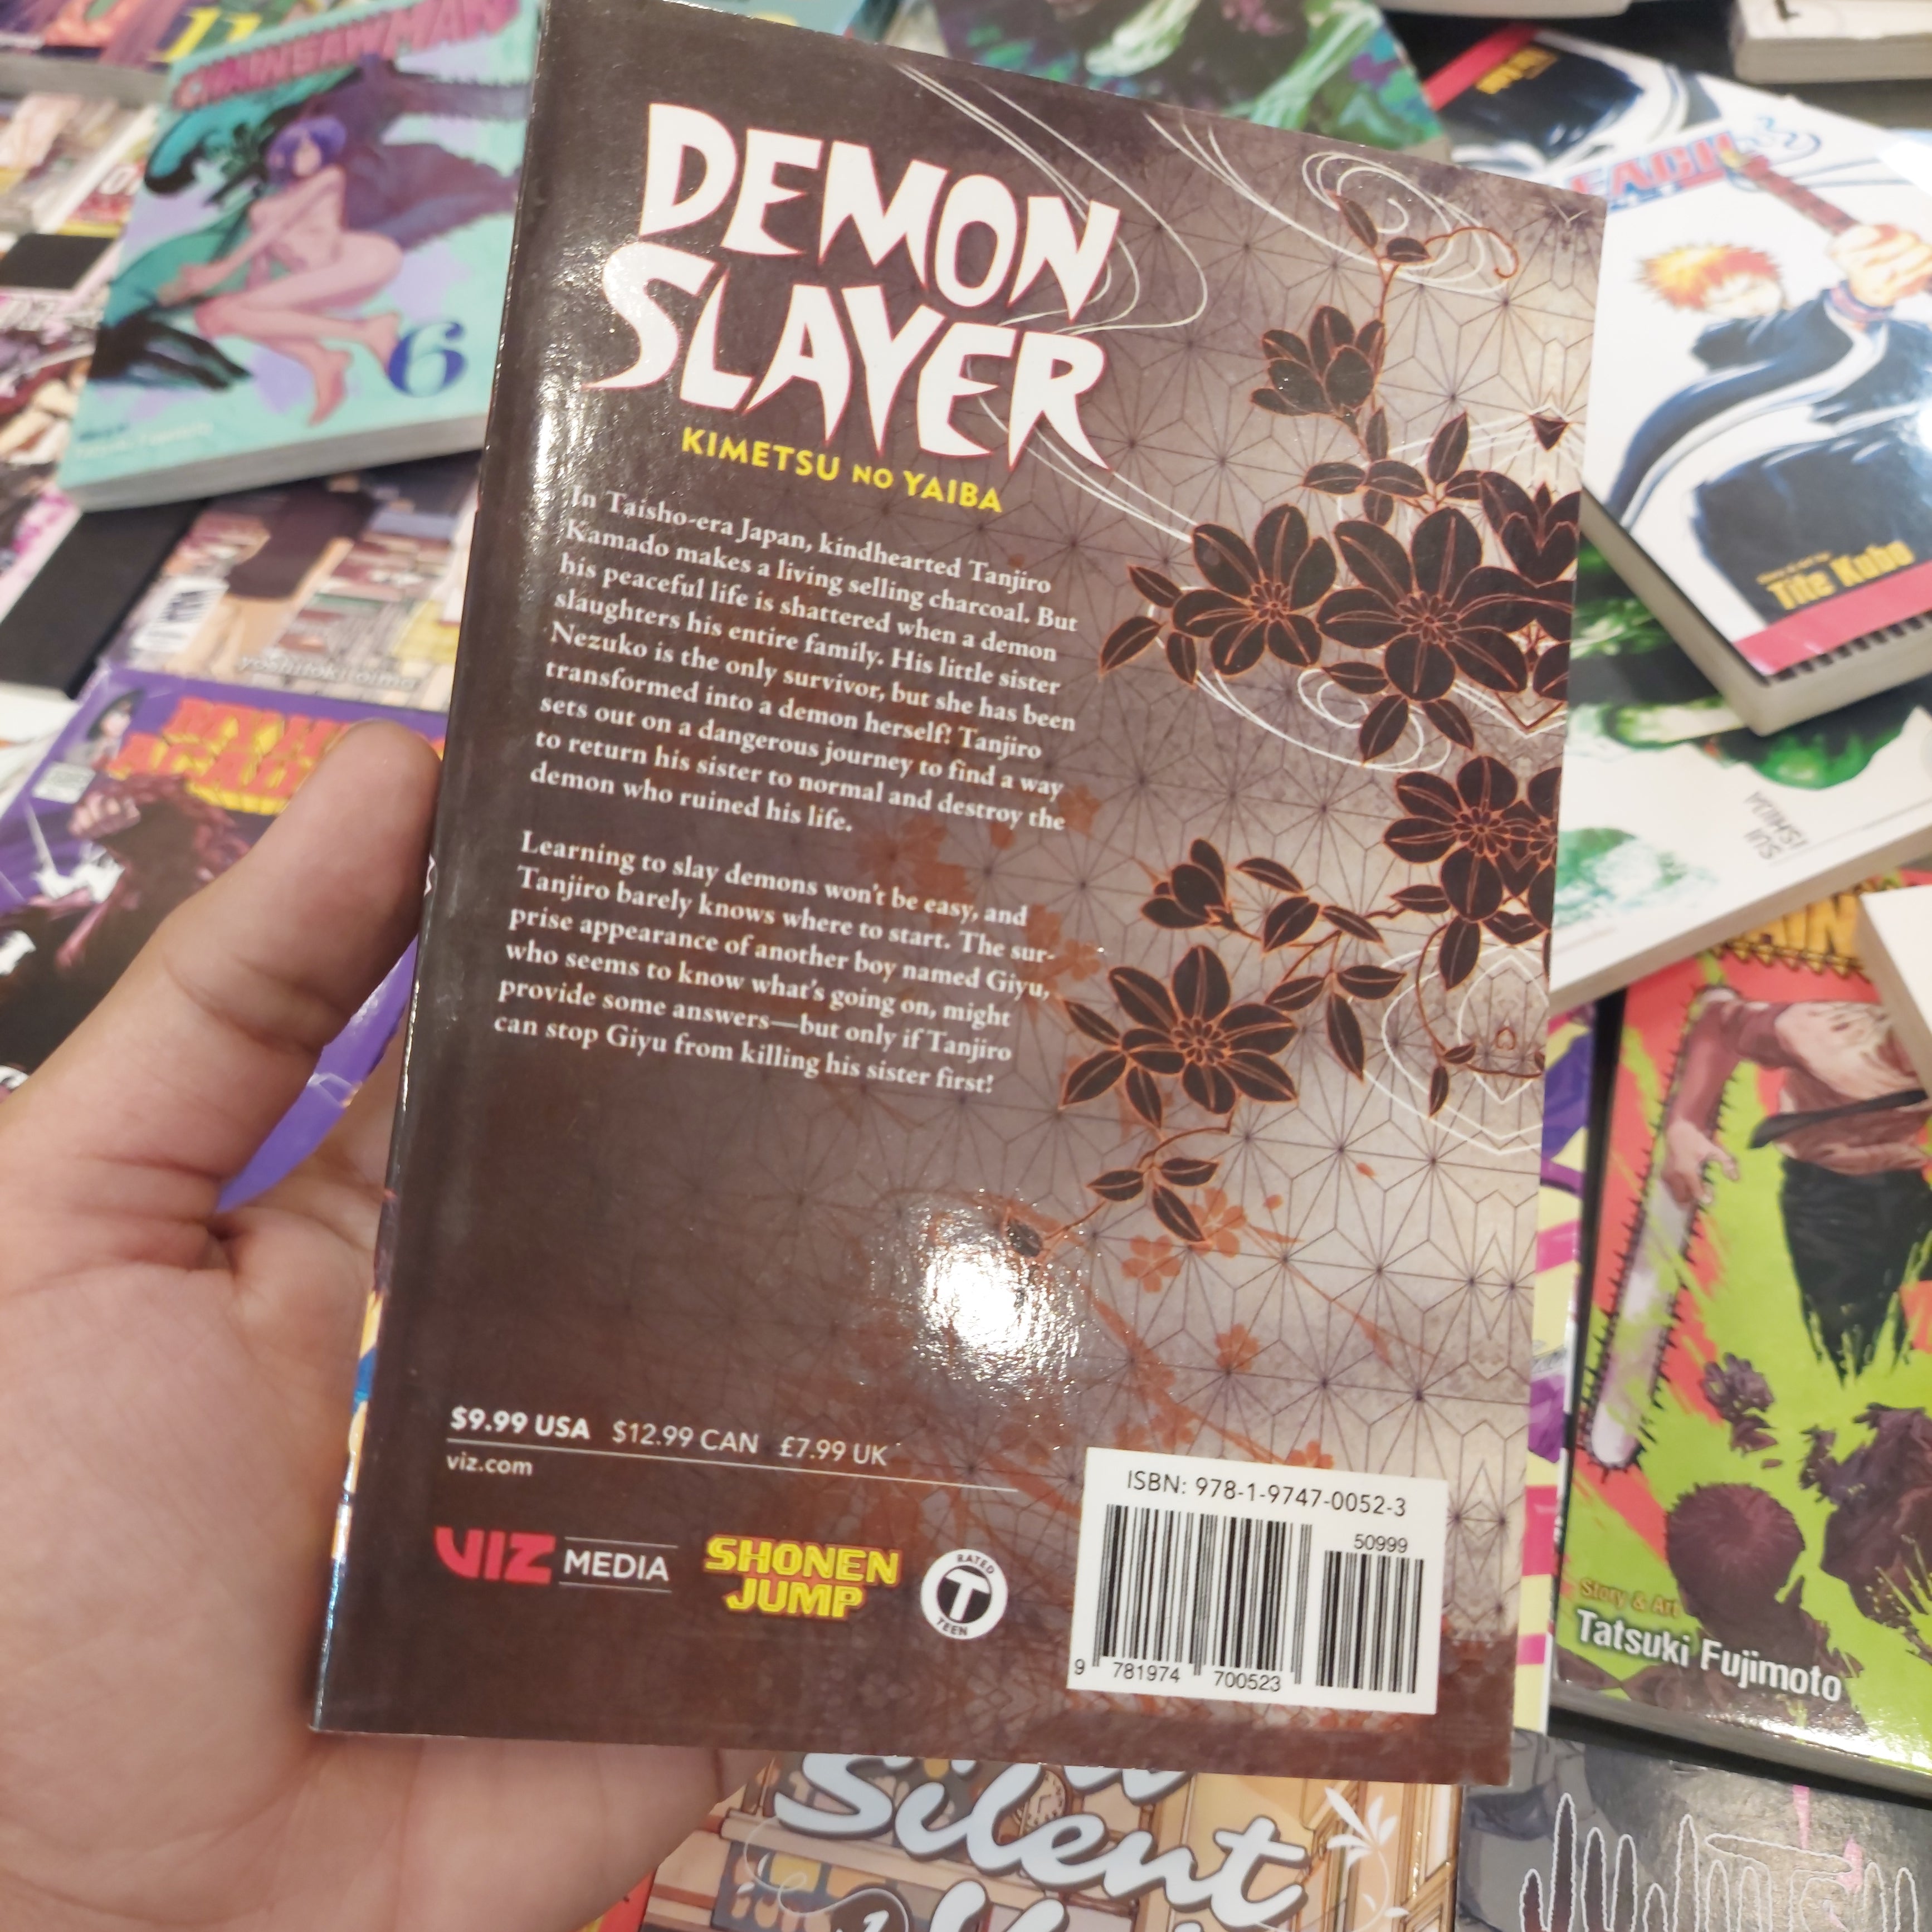 CHAINSAW MAN
6
DEMON
SLAYER
KIMETSU NO YAIBA
In Taisho-era Japan, kindhearted Tanjiro
Kamado makes a living selling charcoal. But
his peaceful life is shattered when a demon
slaughters his entire family. His little sister
Nezuko is the only survivor, but she has been
transformed into a demon herself! Tanjiro
sets out on a dangerous journey to find a way
to return his sister to normal and destroy the
demon who ruined his life.
Learning to slay demons won't be easy, and
Tanjiro barely knows where to start. The sur-
prise appearance of another boy named Giyu,
who seems to know what's going on, might
provide some answers—but only if Tanjiro
can stop Giyu from killing his sister first!
$9.99 USA $12.99 CAN £7.99 UK
viz.com
VIZ MEDIA
SHONEN
JUMP
RATED
T
TEEN
ISBN: 978-1-9747-0052-3
50999
9 781974 700523
Tite Kubo
SUI
ISHIDA
Story & Art
Tatsuki Fujimoto
Silent